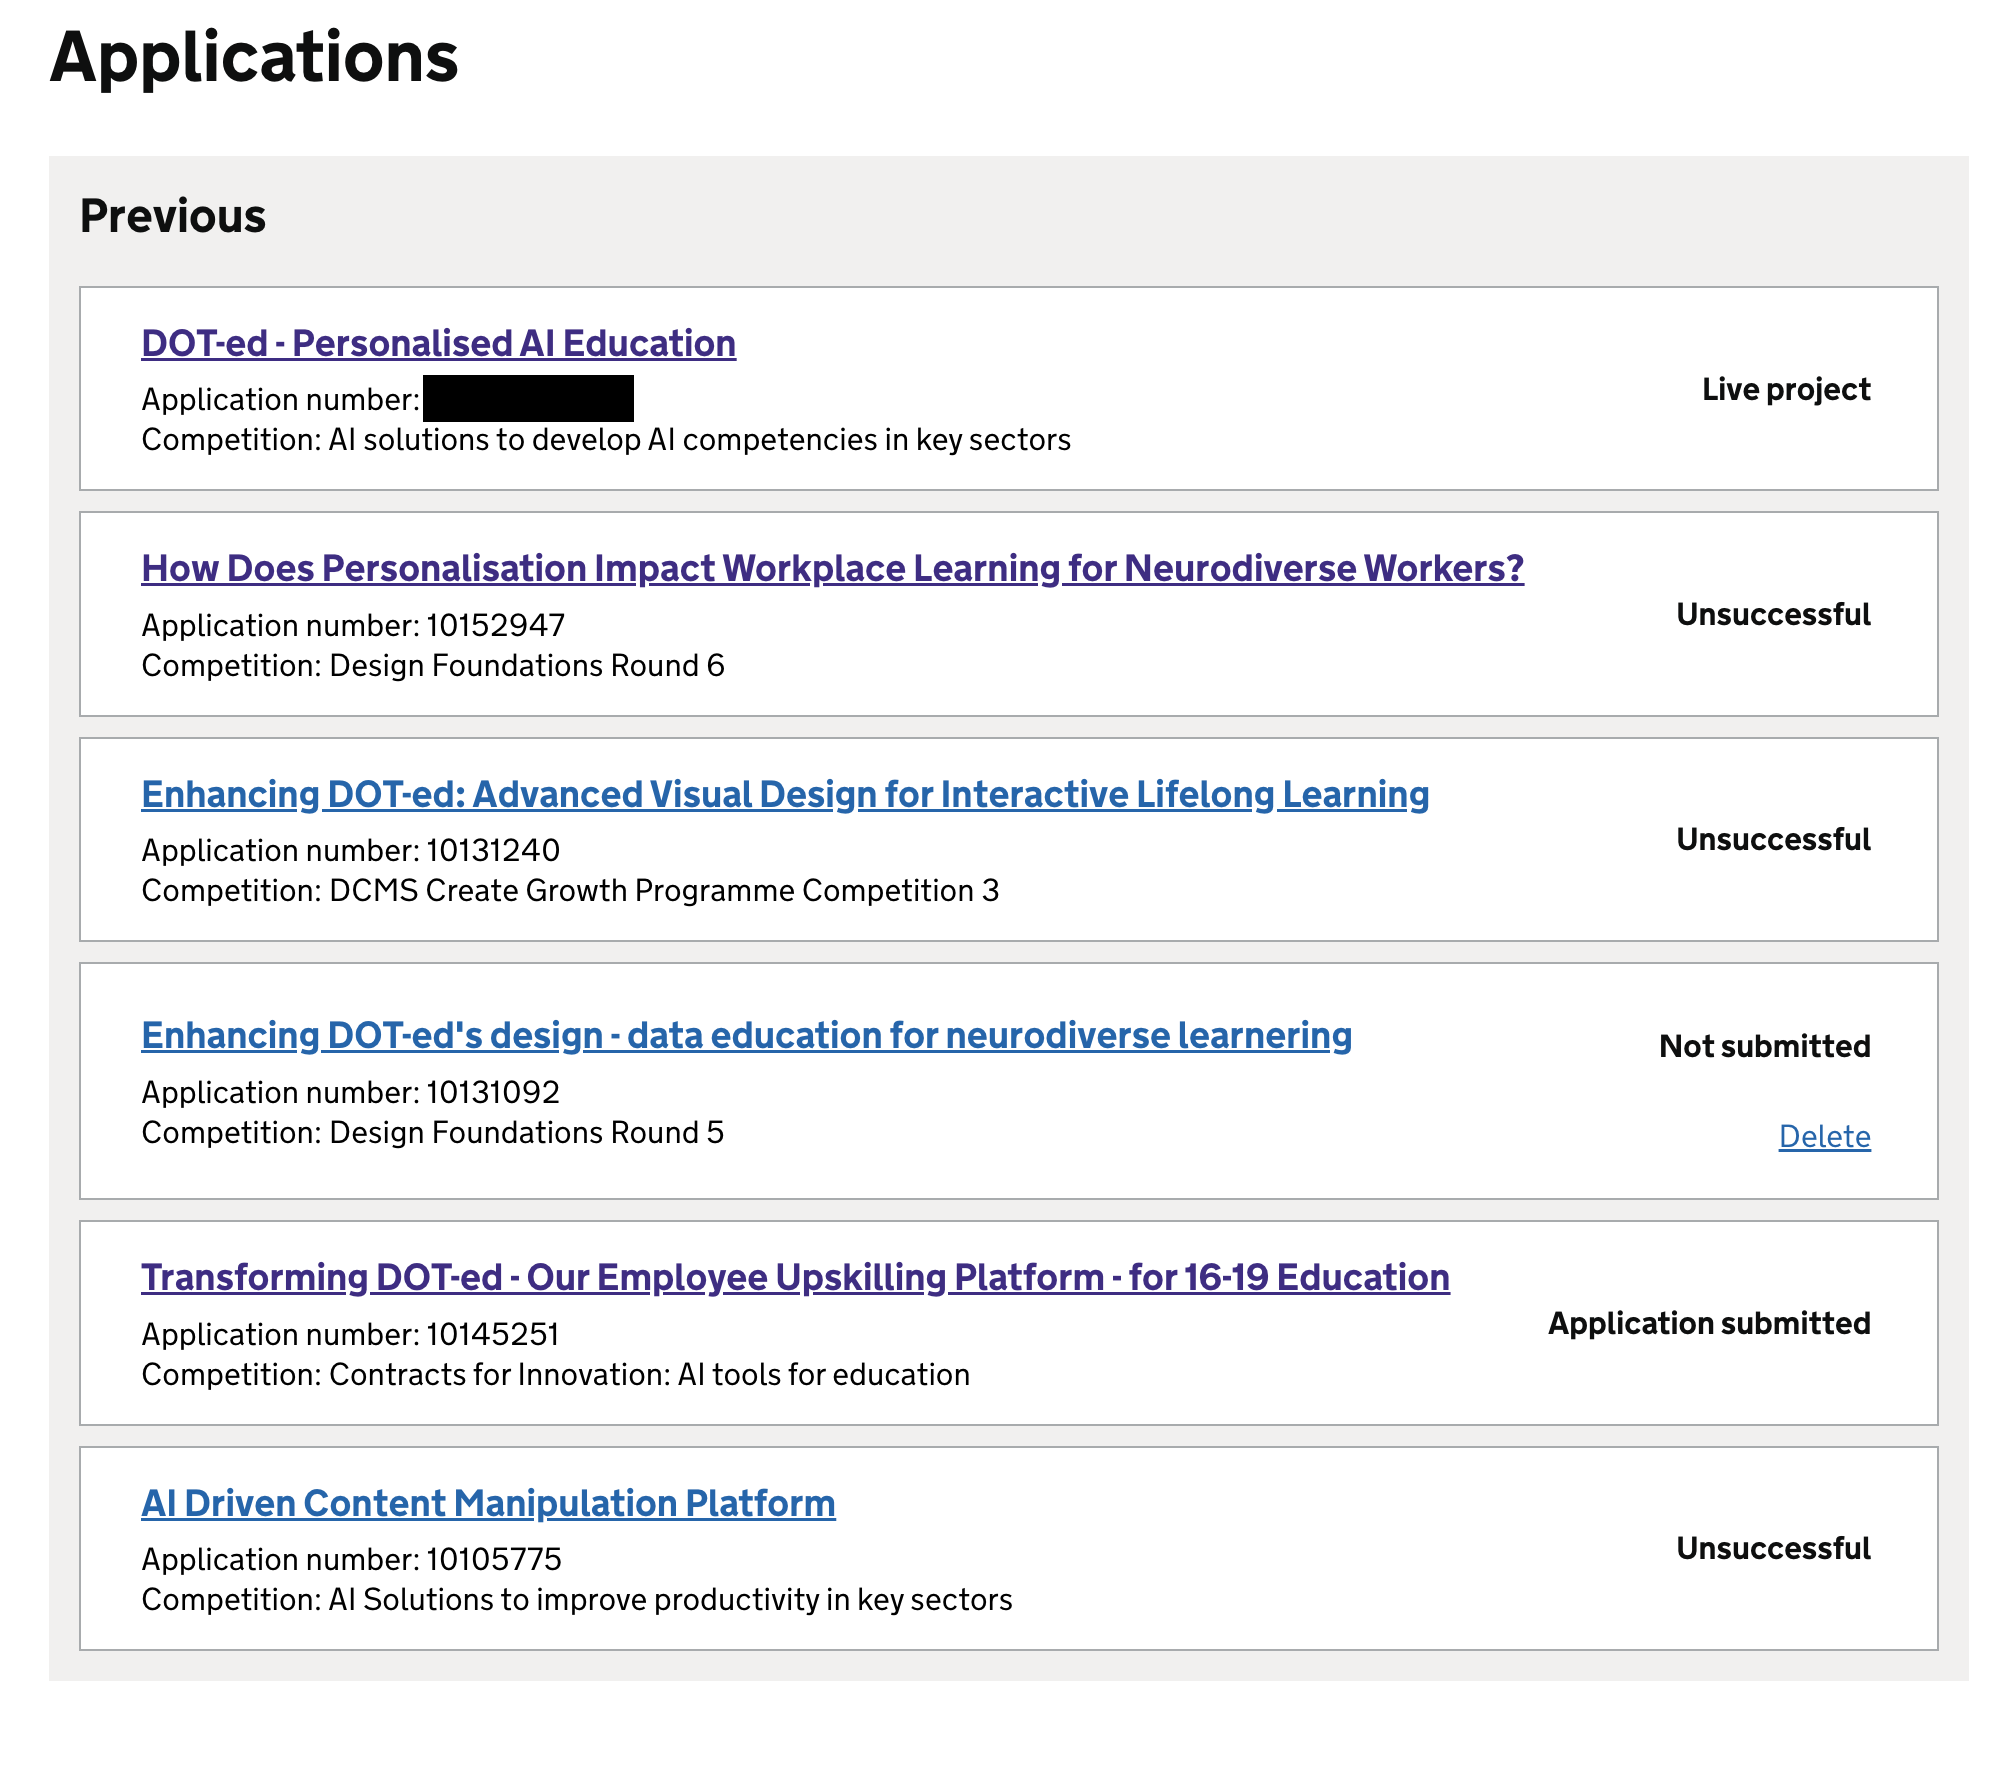 Applications
Previous
DOT-ed - Personalised AI Education
Application number:
Competition: AI solutions to develop AI competencies in key sectors
Live project
How Does Personalisation Impact Workplace Learning for Neurodiverse Workers?
Application number: 10152947
Competition: Design Foundations Round 6
Unsuccessful
Enhancing DOT-ed: Advanced Visual Design for Interactive Lifelong Learning
Application number: 10131240
Competition: DCMS Create Growth Programme Competition 3
Unsuccessful
Enhancing DOT-ed's design - data education for neurodiverse learnering
Application number: 10131092
Competition: Design Foundations Round 5
Not submitted
Delete
Transforming DOT-ed - Our Employee Upskilling Platform - for 16-19 Education
Application number: 10145251
Competition: Contracts for Innovation: AI tools for education
Application submitted
AI Driven Content Manipulation Platform
Application number: 10105775
Competition: AI Solutions to improve productivity in key sectors
Unsuccessful